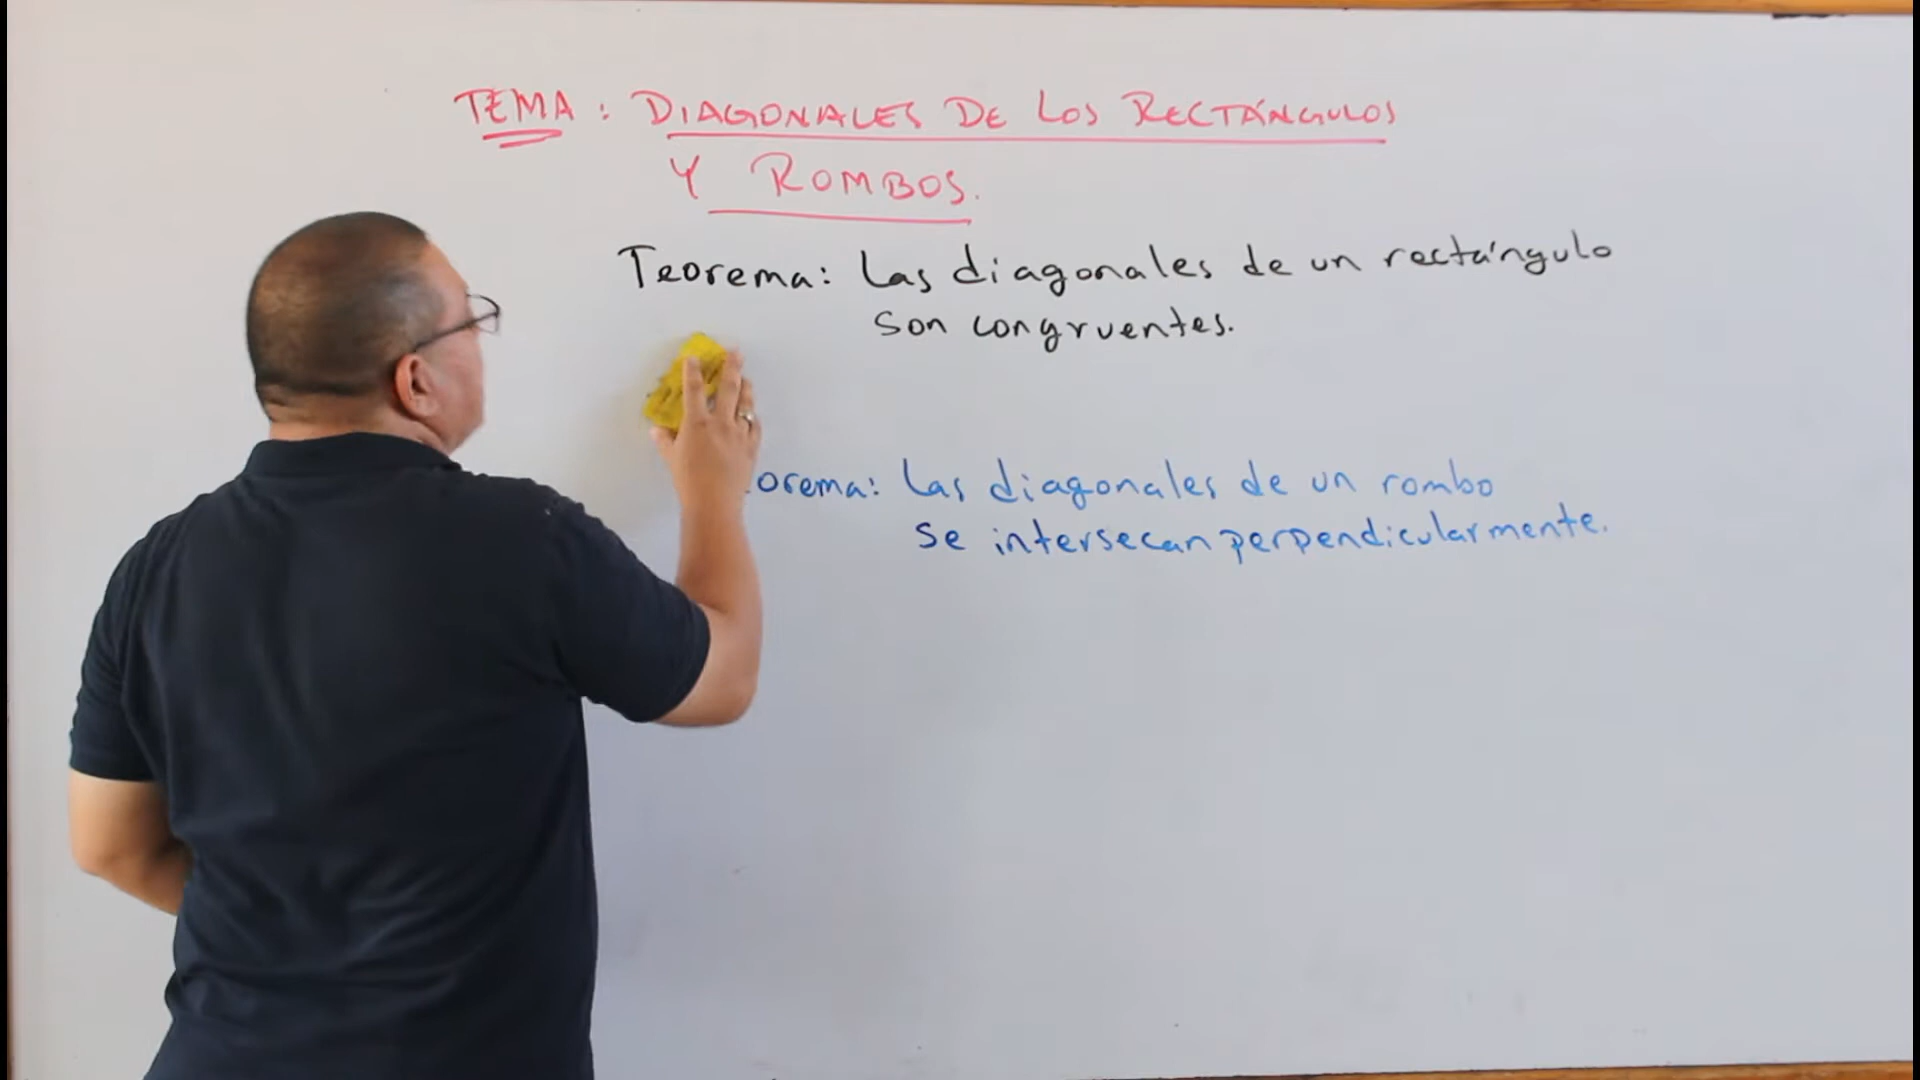 TEMA: DIAGONALES DE LOS RECTÁNGULOS
Y ROMBOS.
Teorema: Las diagonales de un rectángulo
son congruentes.
orema: Las diagonales de un rombo
se intersecan perpendicularmente.